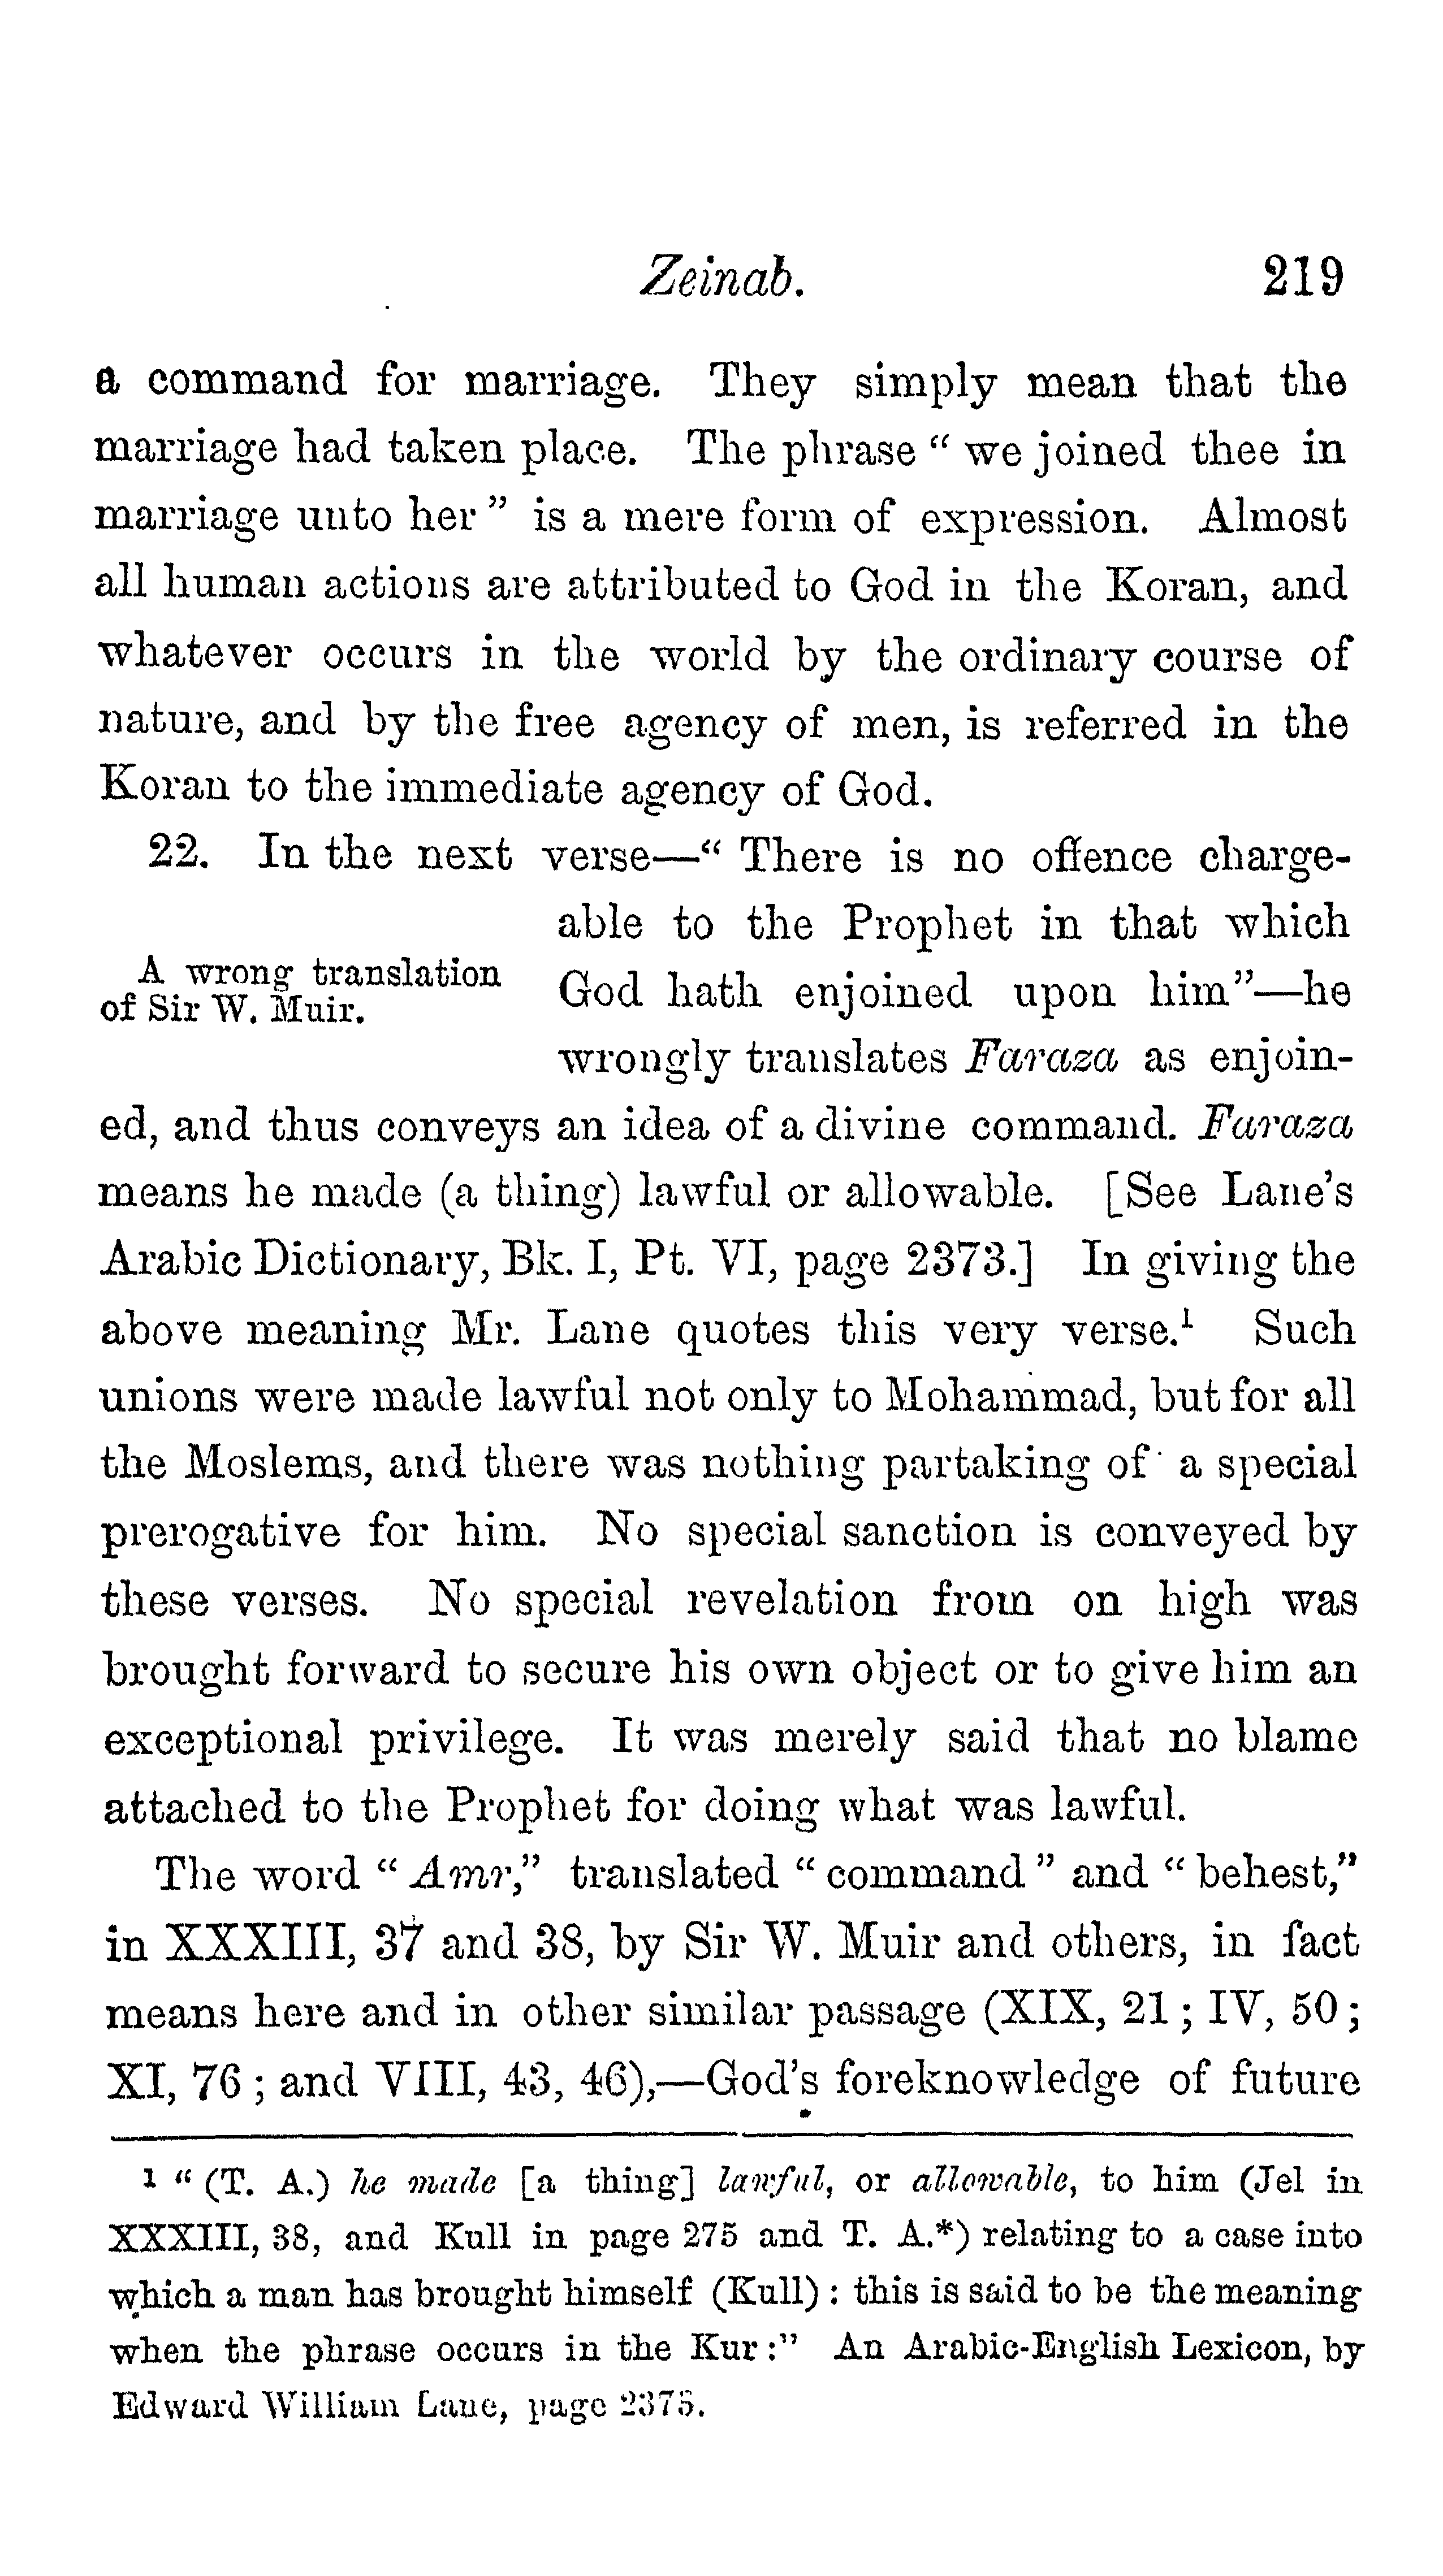 Zeinab. 219
a command for marriage. They simply mean that the
marriage had taken place. The phrase " we joined thee in
marriage unto her " is a mere form of expression. Almost
all human actions are attributed to God in the Koran, and
whatever occurs in the world by the ordinary course of
nature, and by the free agency of men, is referred in the
Koran to the immediate agency of God.
22. In the next verse—" There is no offence charge-
able to the Prophet in that which
A wrong translation
of Sir W. Muir.
God hath enjoined upon him"—he
wrongly translates Faraza as enjoin-
ed, and thus conveys an idea of a divine command. Faraza
means he made (a thing) lawful or allowable. [See Lane's
Arabic Dictionary, Bk. I, Pt. VI, page 2373.] In giving the
above meaning Mr. Lane quotes this very verse.¹ Such
unions were made lawful not only to Mohammad, but for all
the Moslems, and there was nothing partaking of a special
prerogative for him. No special sanction is conveyed by
these verses. No special revelation from on high was
brought forward to secure his own object or to give him an
exceptional privilege. It was merely said that no blame
attached to the Prophet for doing what was lawful.
The word " Amr," translated " command " and " behest,"
in XXXIII, 37 and 38, by Sir W. Muir and others, in fact
means here and in other similar passage (XIX, 21 ; IV, 50 ;
XI, 76 ; and VIII, 43, 46),—God's foreknowledge of future
1 " (T. A.) he made [a thing] lawful, or allowable, to him (Jel in
XXXIII, 38, and Kull in page 275 and T. A.*) relating to a case into
which a man has brought himself (Kull) : this is said to be the meaning
when the phrase occurs in the Kur :" An Arabic-English Lexicon, by
Edward William Lane, page 2375.